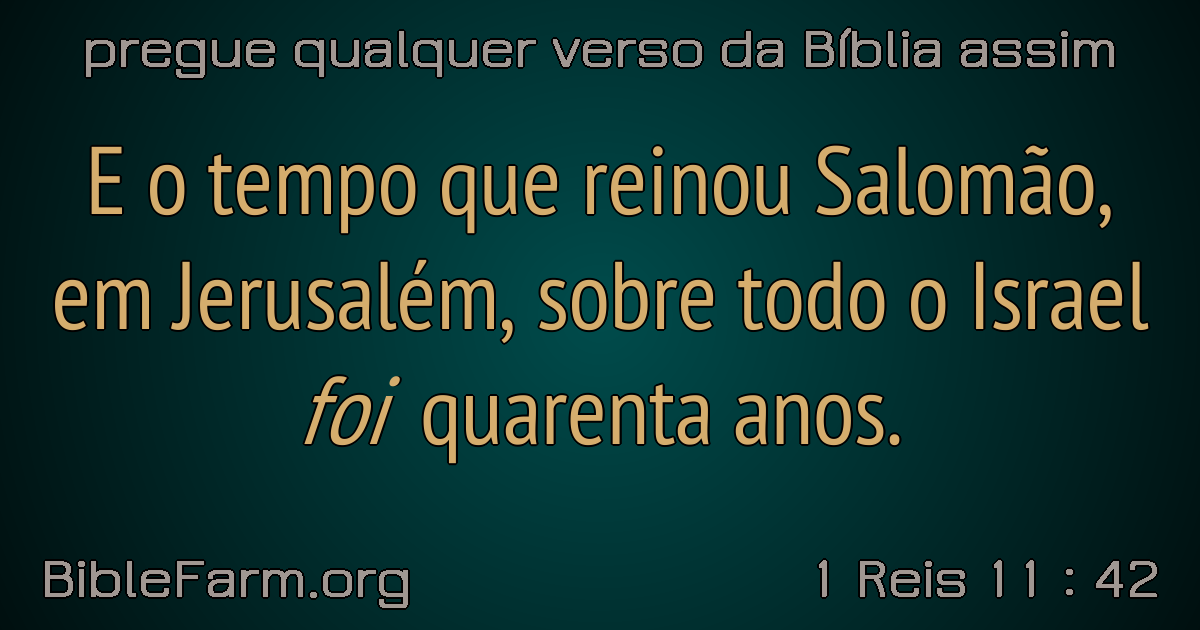 pregue qualquer verso da Bíblia assim
E o tempo que reinou Salomão,
em Jerusalém, sobre todo o Israel
foi quarenta anos.
BibleFarm.org
1 Reis 11 : 42